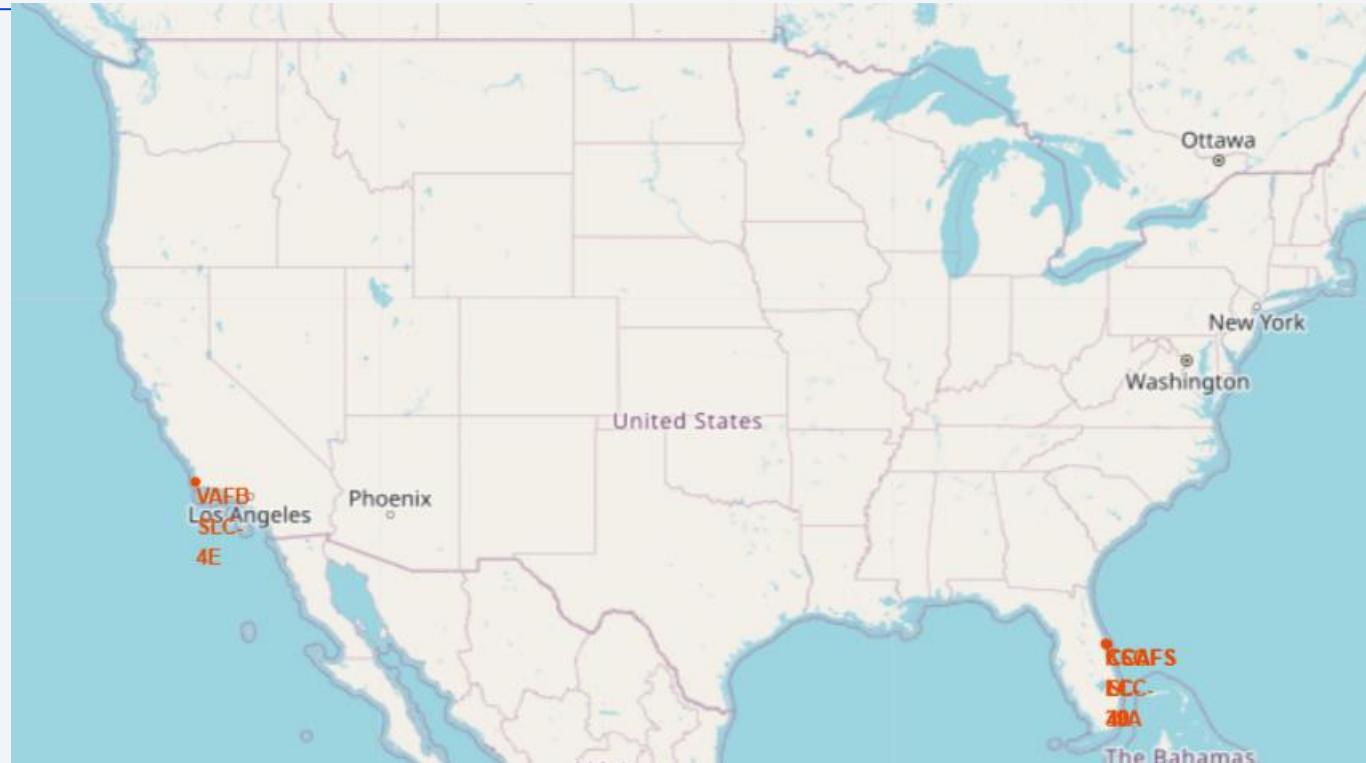 Ottawa
New York
Washington
United States
VAFB
SLC-
4E
Los Angeles
Phoenix
The Bahamas